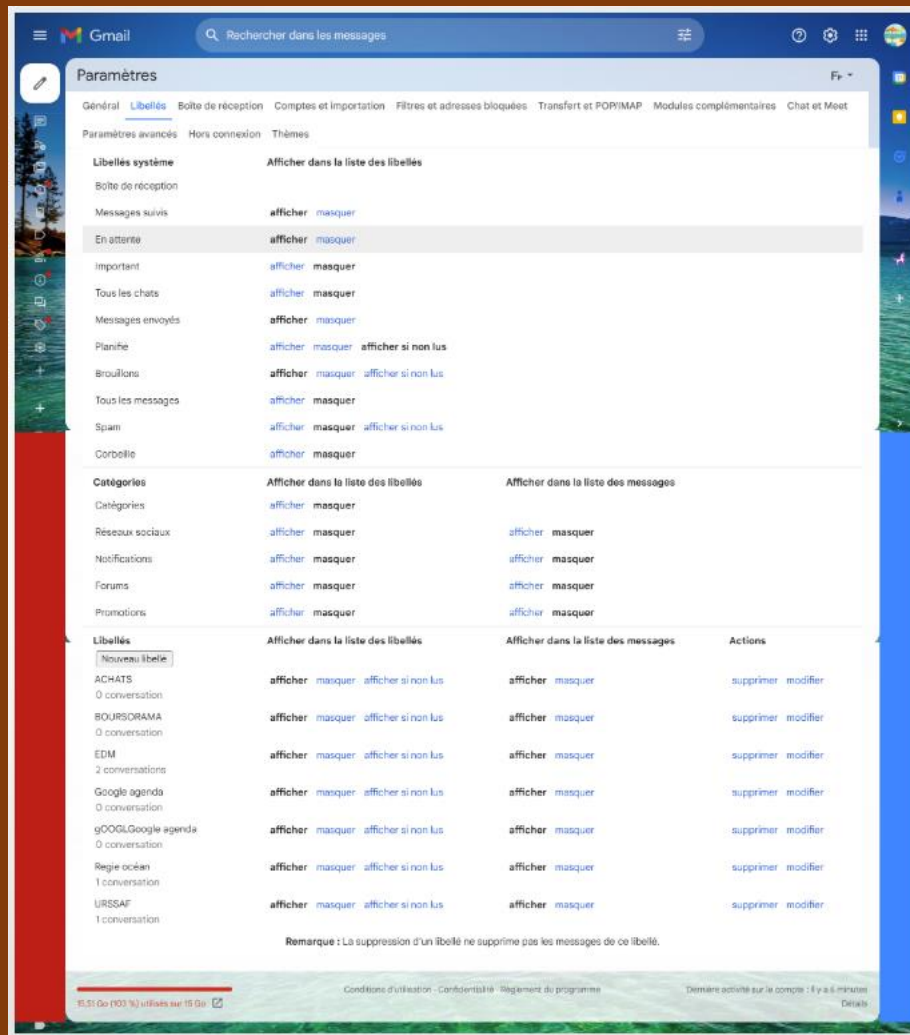 Gmail
Rechercher dans les messages
Paramètres
Fr
Général Libellés Boîte de réception Comptes et importation Filtres et adresses bloquées Transfert et POP/IMAP Modules complémentaires Chat et Meet
Paramètres avancés Hors connexion Thèmes
Libellés système Afficher dans la liste des libellés
Boîte de réception
Messages suivis afficher masquer
En attente afficher masquer
Important afficher masquer
Tous les chats afficher masquer
Messages envoyés afficher masquer
Planifié afficher masquer afficher si non lus
Brouillons afficher masquer afficher si non lus
Tous les messages afficher masquer
Spam afficher masquer afficher si non lus
Corbeille afficher masquer
Catégories Afficher dans la liste des libellés Afficher dans la liste des messages
Catégories afficher masquer
Réseaux sociaux afficher masquer afficher masquer
Notifications afficher masquer afficher masquer
Forums afficher masquer afficher masquer
Promotions afficher masquer afficher masquer
Libellés Afficher dans la liste des libellés Afficher dans la liste des messages Actions
Nouveau libellé
ACHATS afficher masquer afficher si non lus afficher masquer supprimer modifier
0 conversation
BOURSORAMA afficher masquer afficher si non lus afficher masquer supprimer modifier
0 conversation
EDM afficher masquer afficher si non lus afficher masquer supprimer modifier
2 conversations
Google agenda afficher masquer afficher si non lus afficher masquer supprimer modifier
0 conversation
gOOGLGoogle agenda afficher masquer afficher si non lus afficher masquer supprimer modifier
0 conversation
Regie océan afficher masquer afficher si non lus afficher masquer supprimer modifier
1 conversation
URSSAF afficher masquer afficher si non lus afficher masquer supprimer modifier
1 conversation
Remarque : La suppression d'un libellé ne supprime pas les messages de ce libellé.
Conditions d'utilisation · Confidentialité · Règlement du programme
Dernière activité sur le compte : il y a 6 minutes
15,51 Go (103 %) utilisés sur 15 Go
Détails